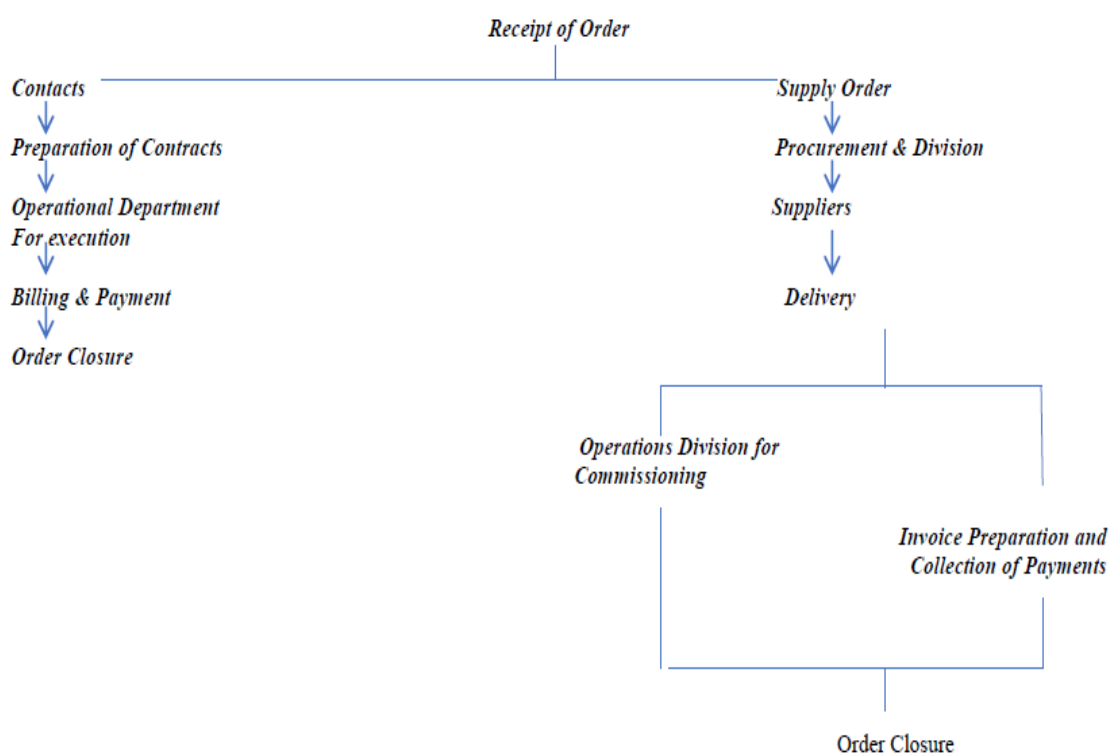 Receipt of Order
Contacts
Supply Order
Preparation of Contracts
Procurement & Division
Operational Department
For execution
Suppliers
Billing & Payment
Delivery
Order Closure
Operations Division for
Commissioning
Invoice Preparation and
Collection of Payments
Order Closure